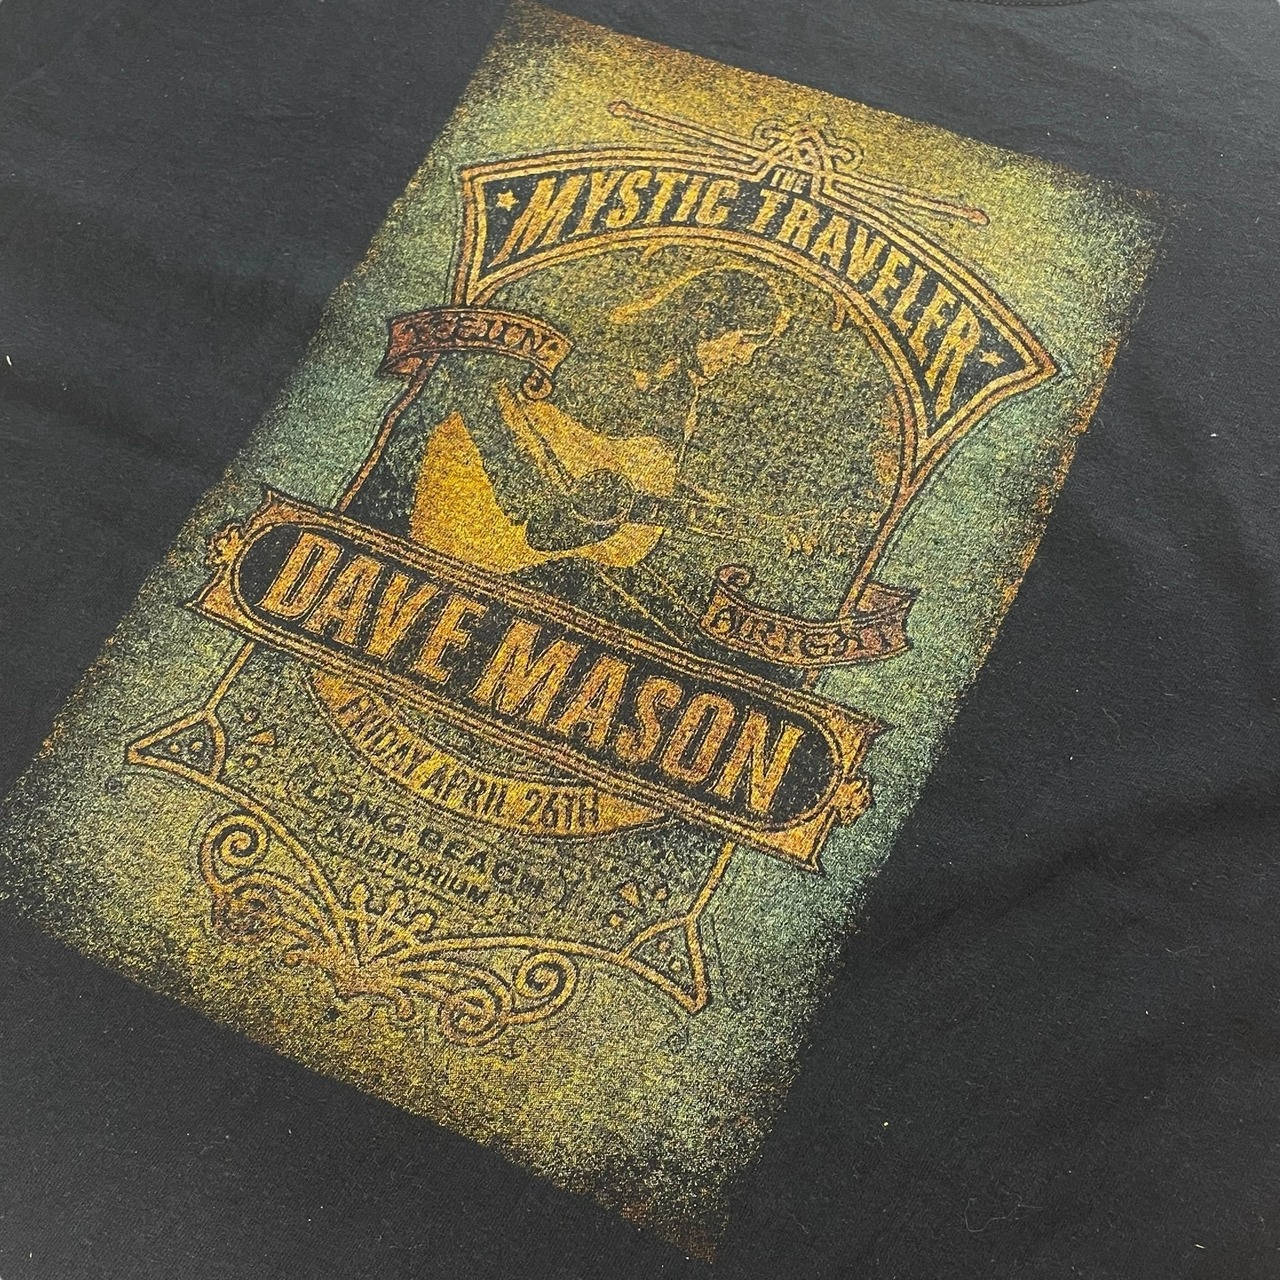 THE
MYSTIC TRAVELER
DAVE MASON
FRIDAY APRIL 26TH
LONG BEACH
AUDITORIUM